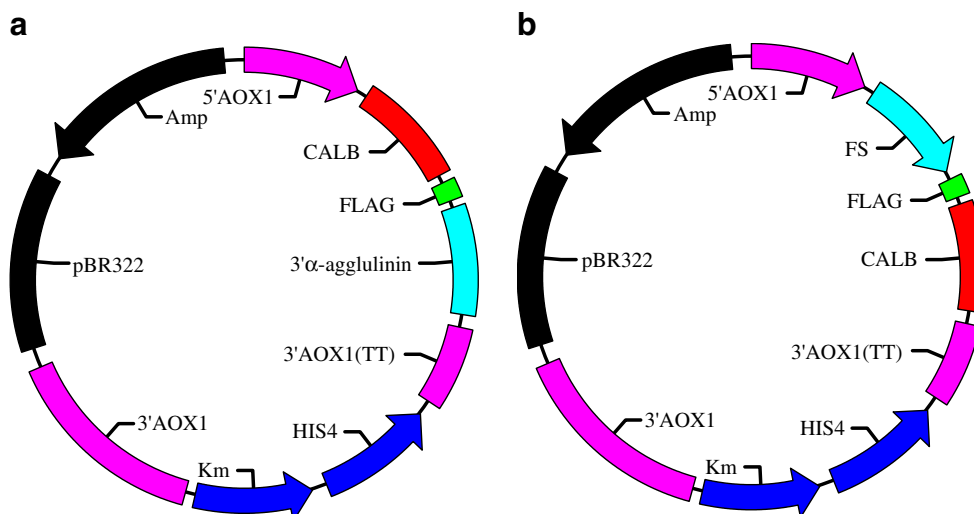 a
5'AOX1
Amp
CALB
FLAG
pBR322
3'α-agglulinin
3'AOX1(TT)
3'AOX1
HIS4
Km
b
5'AOX1
Amp
FS
FLAG
pBR322
CALB
3'AOX1(TT)
3'AOX1
HIS4
Km